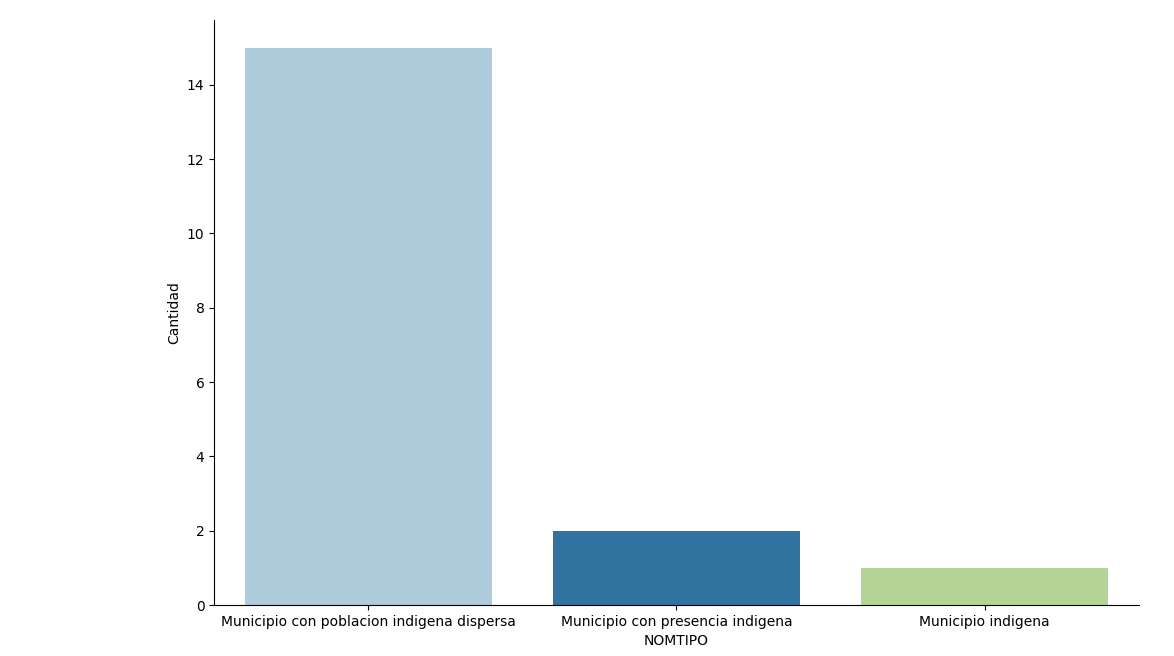 14
12
10
8
6
4
2
0
Cantidad
Municipio con poblacion indigena dispersa
Municipio con presencia indigena
Municipio indigena
NOMTIPO